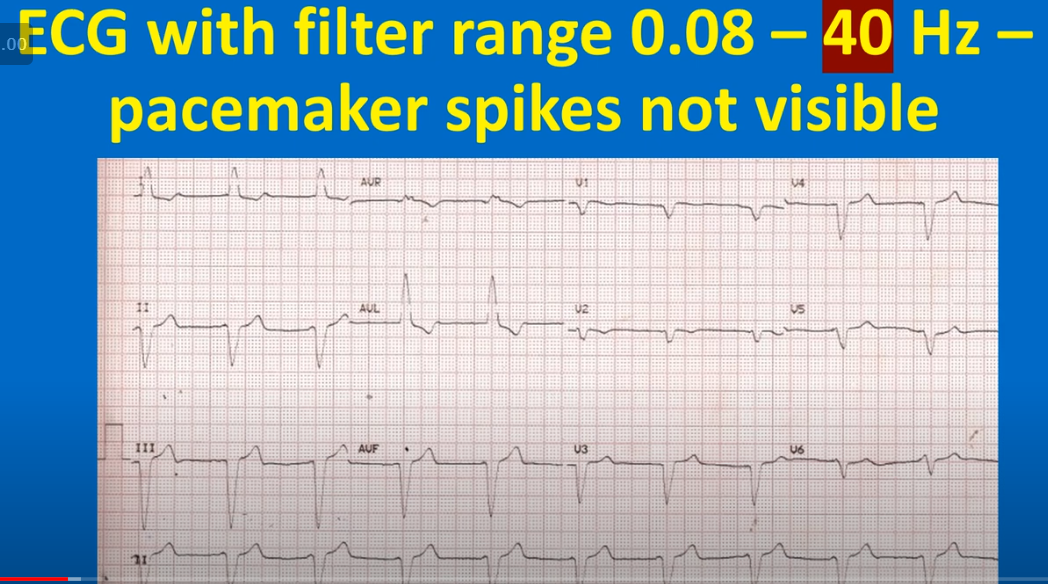 .00
ECG with filter range 0.08 – 40 Hz –
pacemaker spikes not visible
I AVR V1 V4
II AVL V2 V5
III AVF V3 V6
II